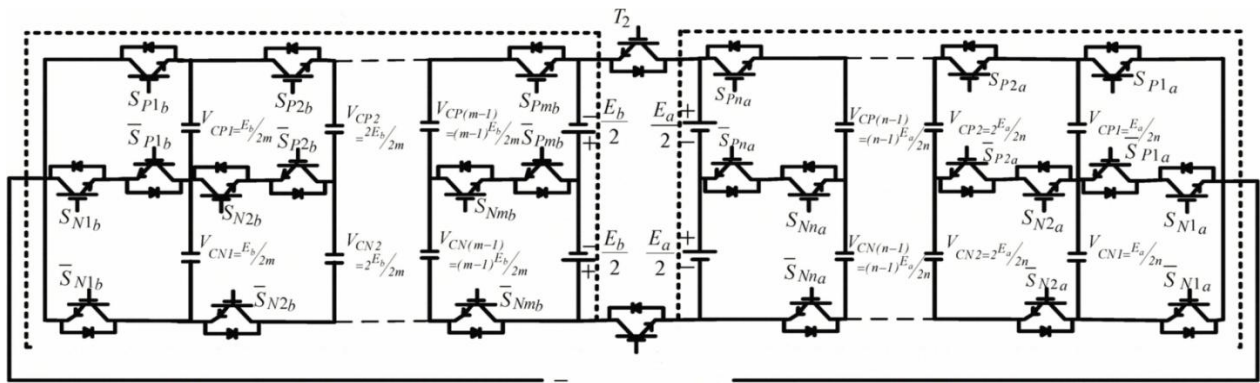 T2
SP1b
SP2b
SPmb
SPna
SP2a
SP1a
VCP1=Eb/2m
VCP2=2Eb/2m
VCP(m-1)=(m-1)Eb/2m
− Eb/2 +
+ Ea/2 −
VCP(n-1)=(n-1)Ea/2n
VCP2=2Ea/2n
VCP1=Ea/2n
S̅P1b
S̅P2b
S̅Pmb
S̅Pna
S̅P2a
S̅P1a
SN1b
SN2b
SNmb
SNna
SN2a
SN1a
VCN1=Eb/2m
VCN2=2Eb/2m
VCN(m-1)=(m-1)Eb/2m
− Eb/2 +
+ Ea/2 −
VCN(n-1)=(n-1)Ea/2n
VCN2=2Ea/2n
VCN1=Ea/2n
S̅N1b
S̅N2b
S̅Nmb
S̅Nna
S̅N2a
S̅N1a